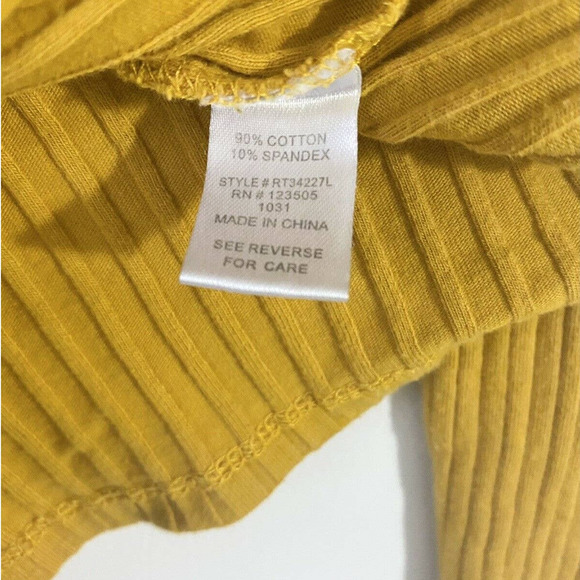 90% COTTON
10% SPANDEX
STYLE # RT34227L
RN # 123505
1031
MADE IN CHINA
SEE REVERSE
FOR CARE